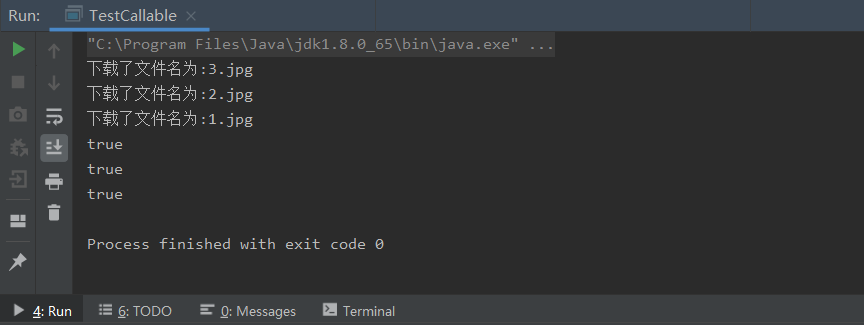 Run: TestCallable ×
"C:\Program Files\Java\jdk1.8.0_65\bin\java.exe" ...
下载了文件名为:3.jpg
下载了文件名为:2.jpg
下载了文件名为:1.jpg
true
true
true
Process finished with exit code 0
4: Run 6: TODO 0: Messages Terminal